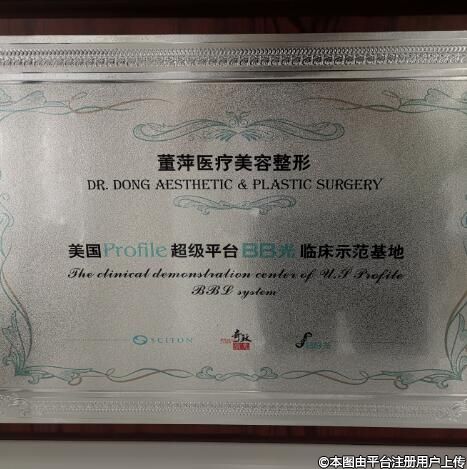 董萍医疗美容整形
DR. DONG AESTHETIC & PLASTIC SURGERY
美国Profile超级平台BB光临床示范基地
The clinical demonstration center of U.S Profile
BBL system
SCITON
©本图由平台注册用户上传